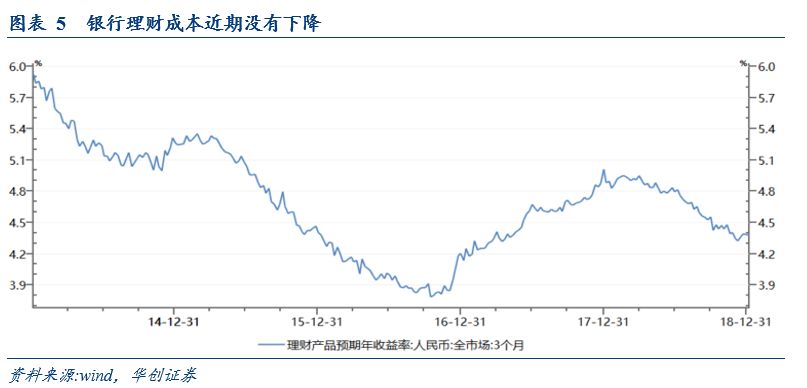 图表 5 银行理财成本近期没有下降
% %
6.0 6.0
5.7 5.7
5.4 5.4
5.1 5.1
4.8 4.8
4.5 4.5
4.2 4.2
3.9 3.9
14-12-31 15-12-31 16-12-31 17-12-31 18-12-31
理财产品预期年收益率:人民币:全市场:3个月
资料来源:wind，华创证券